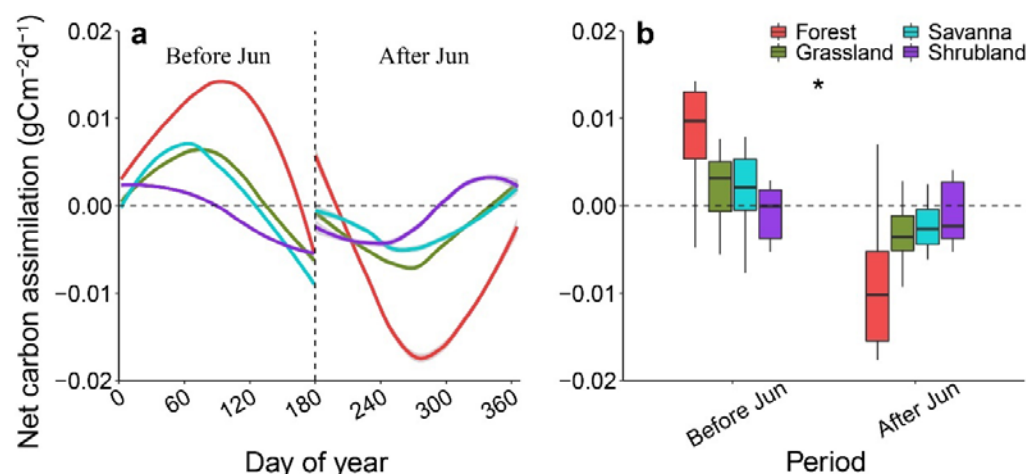 Net carbon assimilation (gCm⁻²d⁻¹)
0.02
0.01
0.00
−0.01
−0.02
a
Before Jun
After Jun
0 60 120 180 240 300 360
Day of year
0.02
0.01
0.00
−0.01
−0.02
b
Forest Savanna
Grassland Shrubland
*
Before Jun After Jun
Period